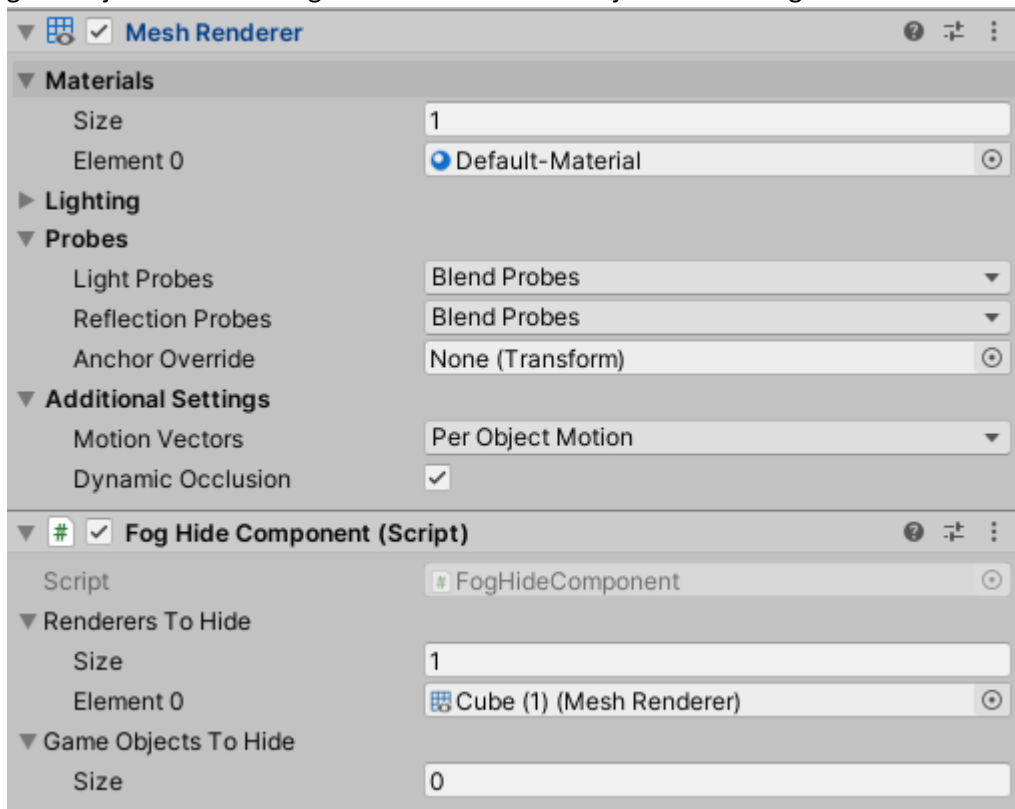 Mesh Renderer
Materials
Size 1
Element 0 Default-Material
Lighting
Probes
Light Probes Blend Probes
Reflection Probes Blend Probes
Anchor Override None (Transform)
Additional Settings
Motion Vectors Per Object Motion
Dynamic Occlusion
# Fog Hide Component (Script)
Script # FogHideComponent
Renderers To Hide
Size 1
Element 0 Cube (1) (Mesh Renderer)
Game Objects To Hide
Size 0